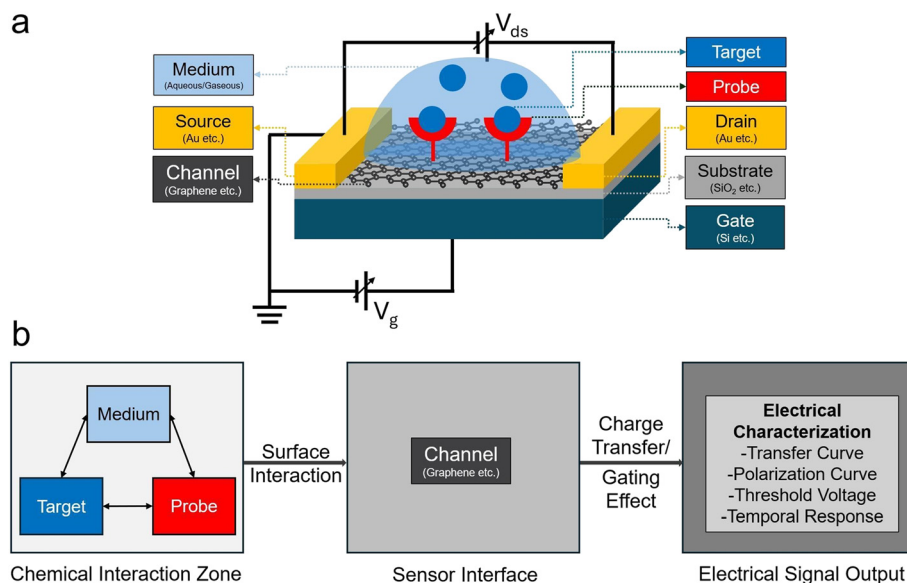 a
V_ds
Medium
(Aqueous/Gaseous)
Source
(Au etc.)
Channel
(Graphene etc.)
Target
Probe
Drain
(Au etc.)
Substrate
(SiO₂ etc.)
Gate
(Si etc.)
V_g
b
Medium
Target
Probe
Chemical Interaction Zone
Surface
Interaction
Channel
(Graphene etc.)
Sensor Interface
Charge
Transfer/
Gating
Effect
Electrical
Characterization
-Transfer Curve
-Polarization Curve
-Threshold Voltage
-Temporal Response
Electrical Signal Output